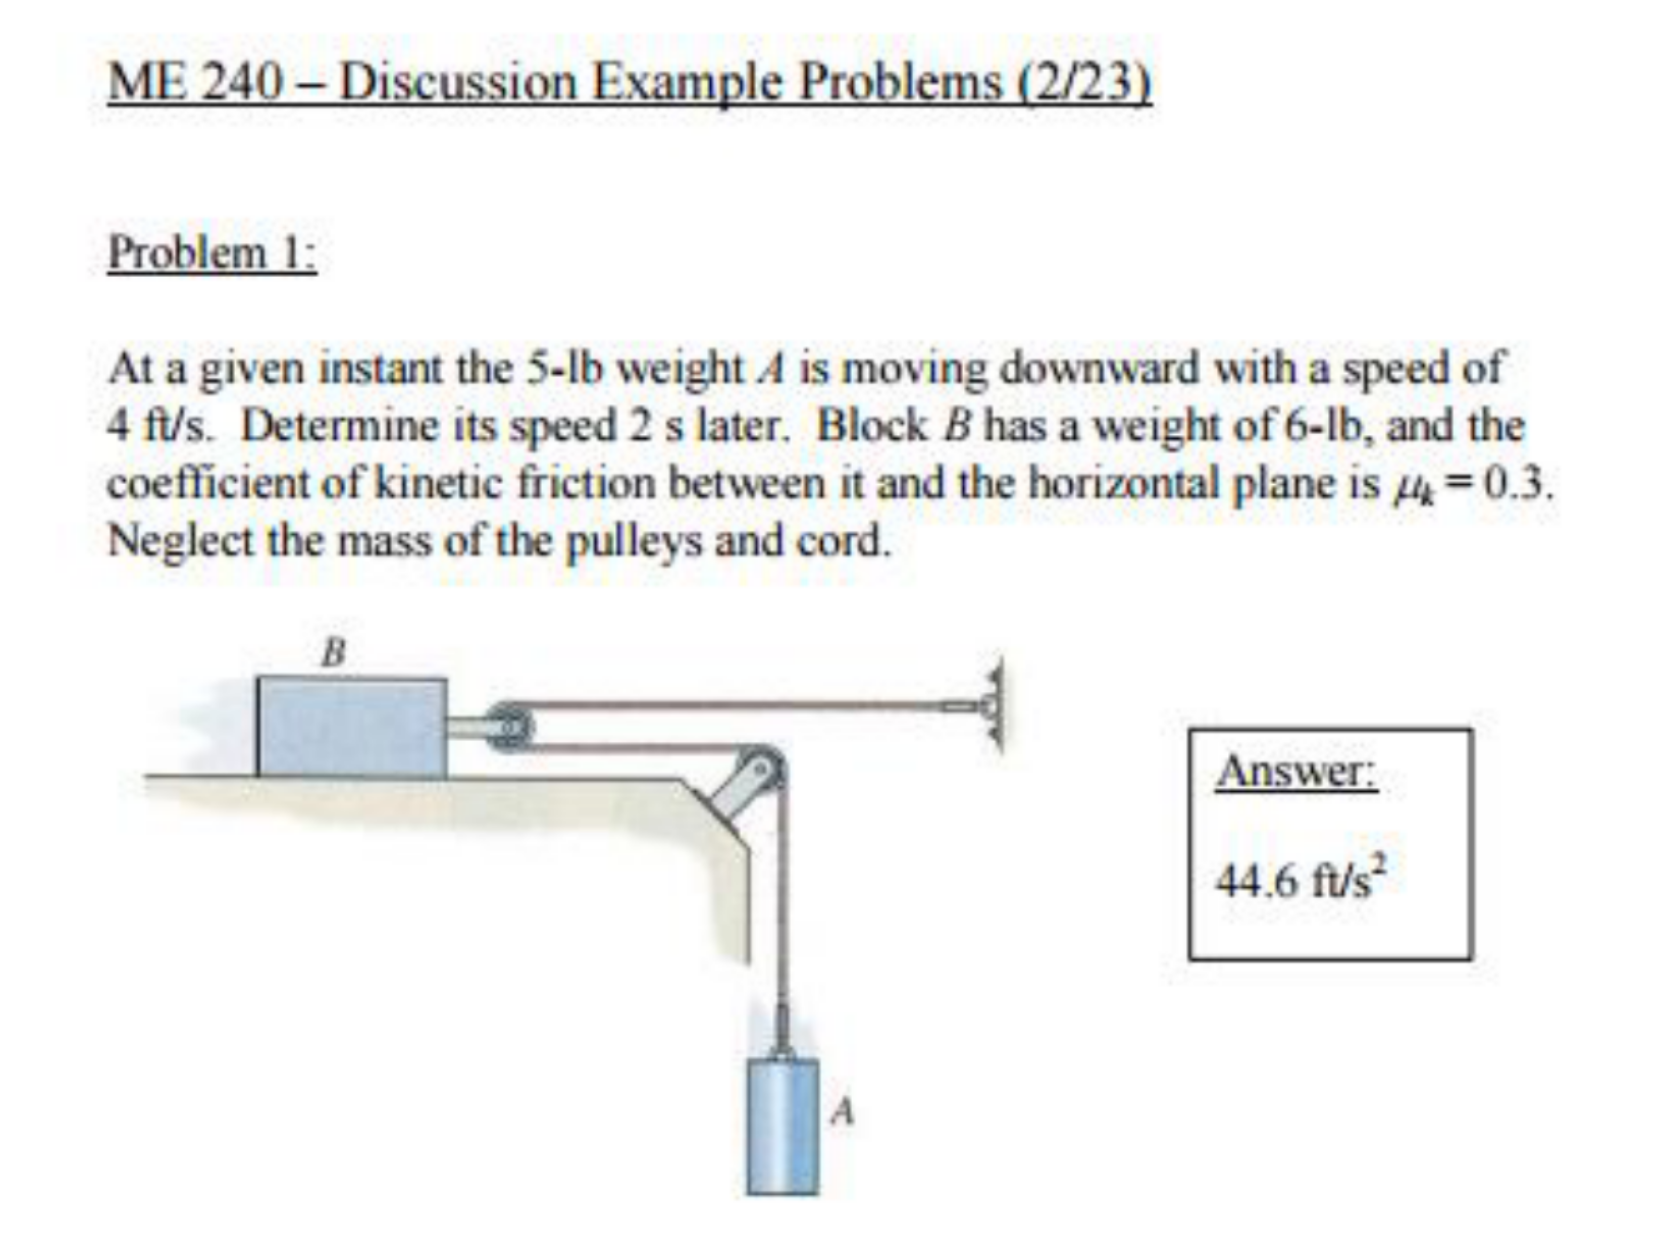 ME 240 – Discussion Example Problems (2/23)
Problem 1:
At a given instant the 5-lb weight A is moving downward with a speed of
4 ft/s. Determine its speed 2 s later. Block B has a weight of 6-lb, and the
coefficient of kinetic friction between it and the horizontal plane is μk = 0.3.
Neglect the mass of the pulleys and cord.
B
Answer:
44.6 ft/s²
A